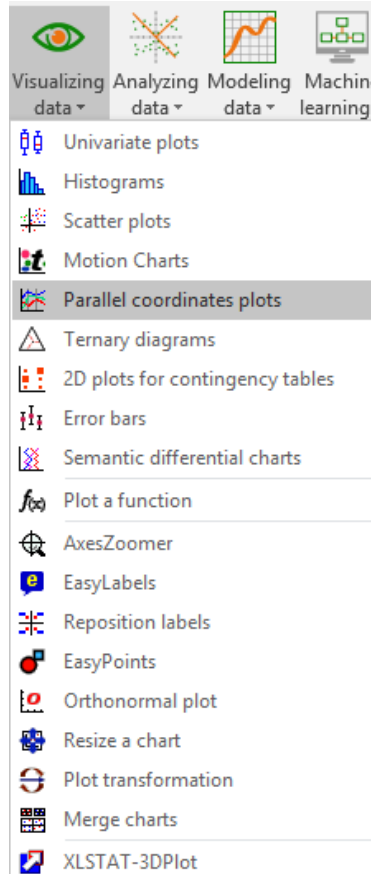 Visualizing Analyzing Modeling Machin
data data data learning
Univariate plots
Histograms
Scatter plots
t Motion Charts
Parallel coordinates plots
Ternary diagrams
2D plots for contingency tables
Error bars
Semantic differential charts
f(x) Plot a function
AxesZoomer
e EasyLabels
Reposition labels
EasyPoints
o Orthonormal plot
Resize a chart
Plot transformation
Merge charts
XLSTAT-3DPlot